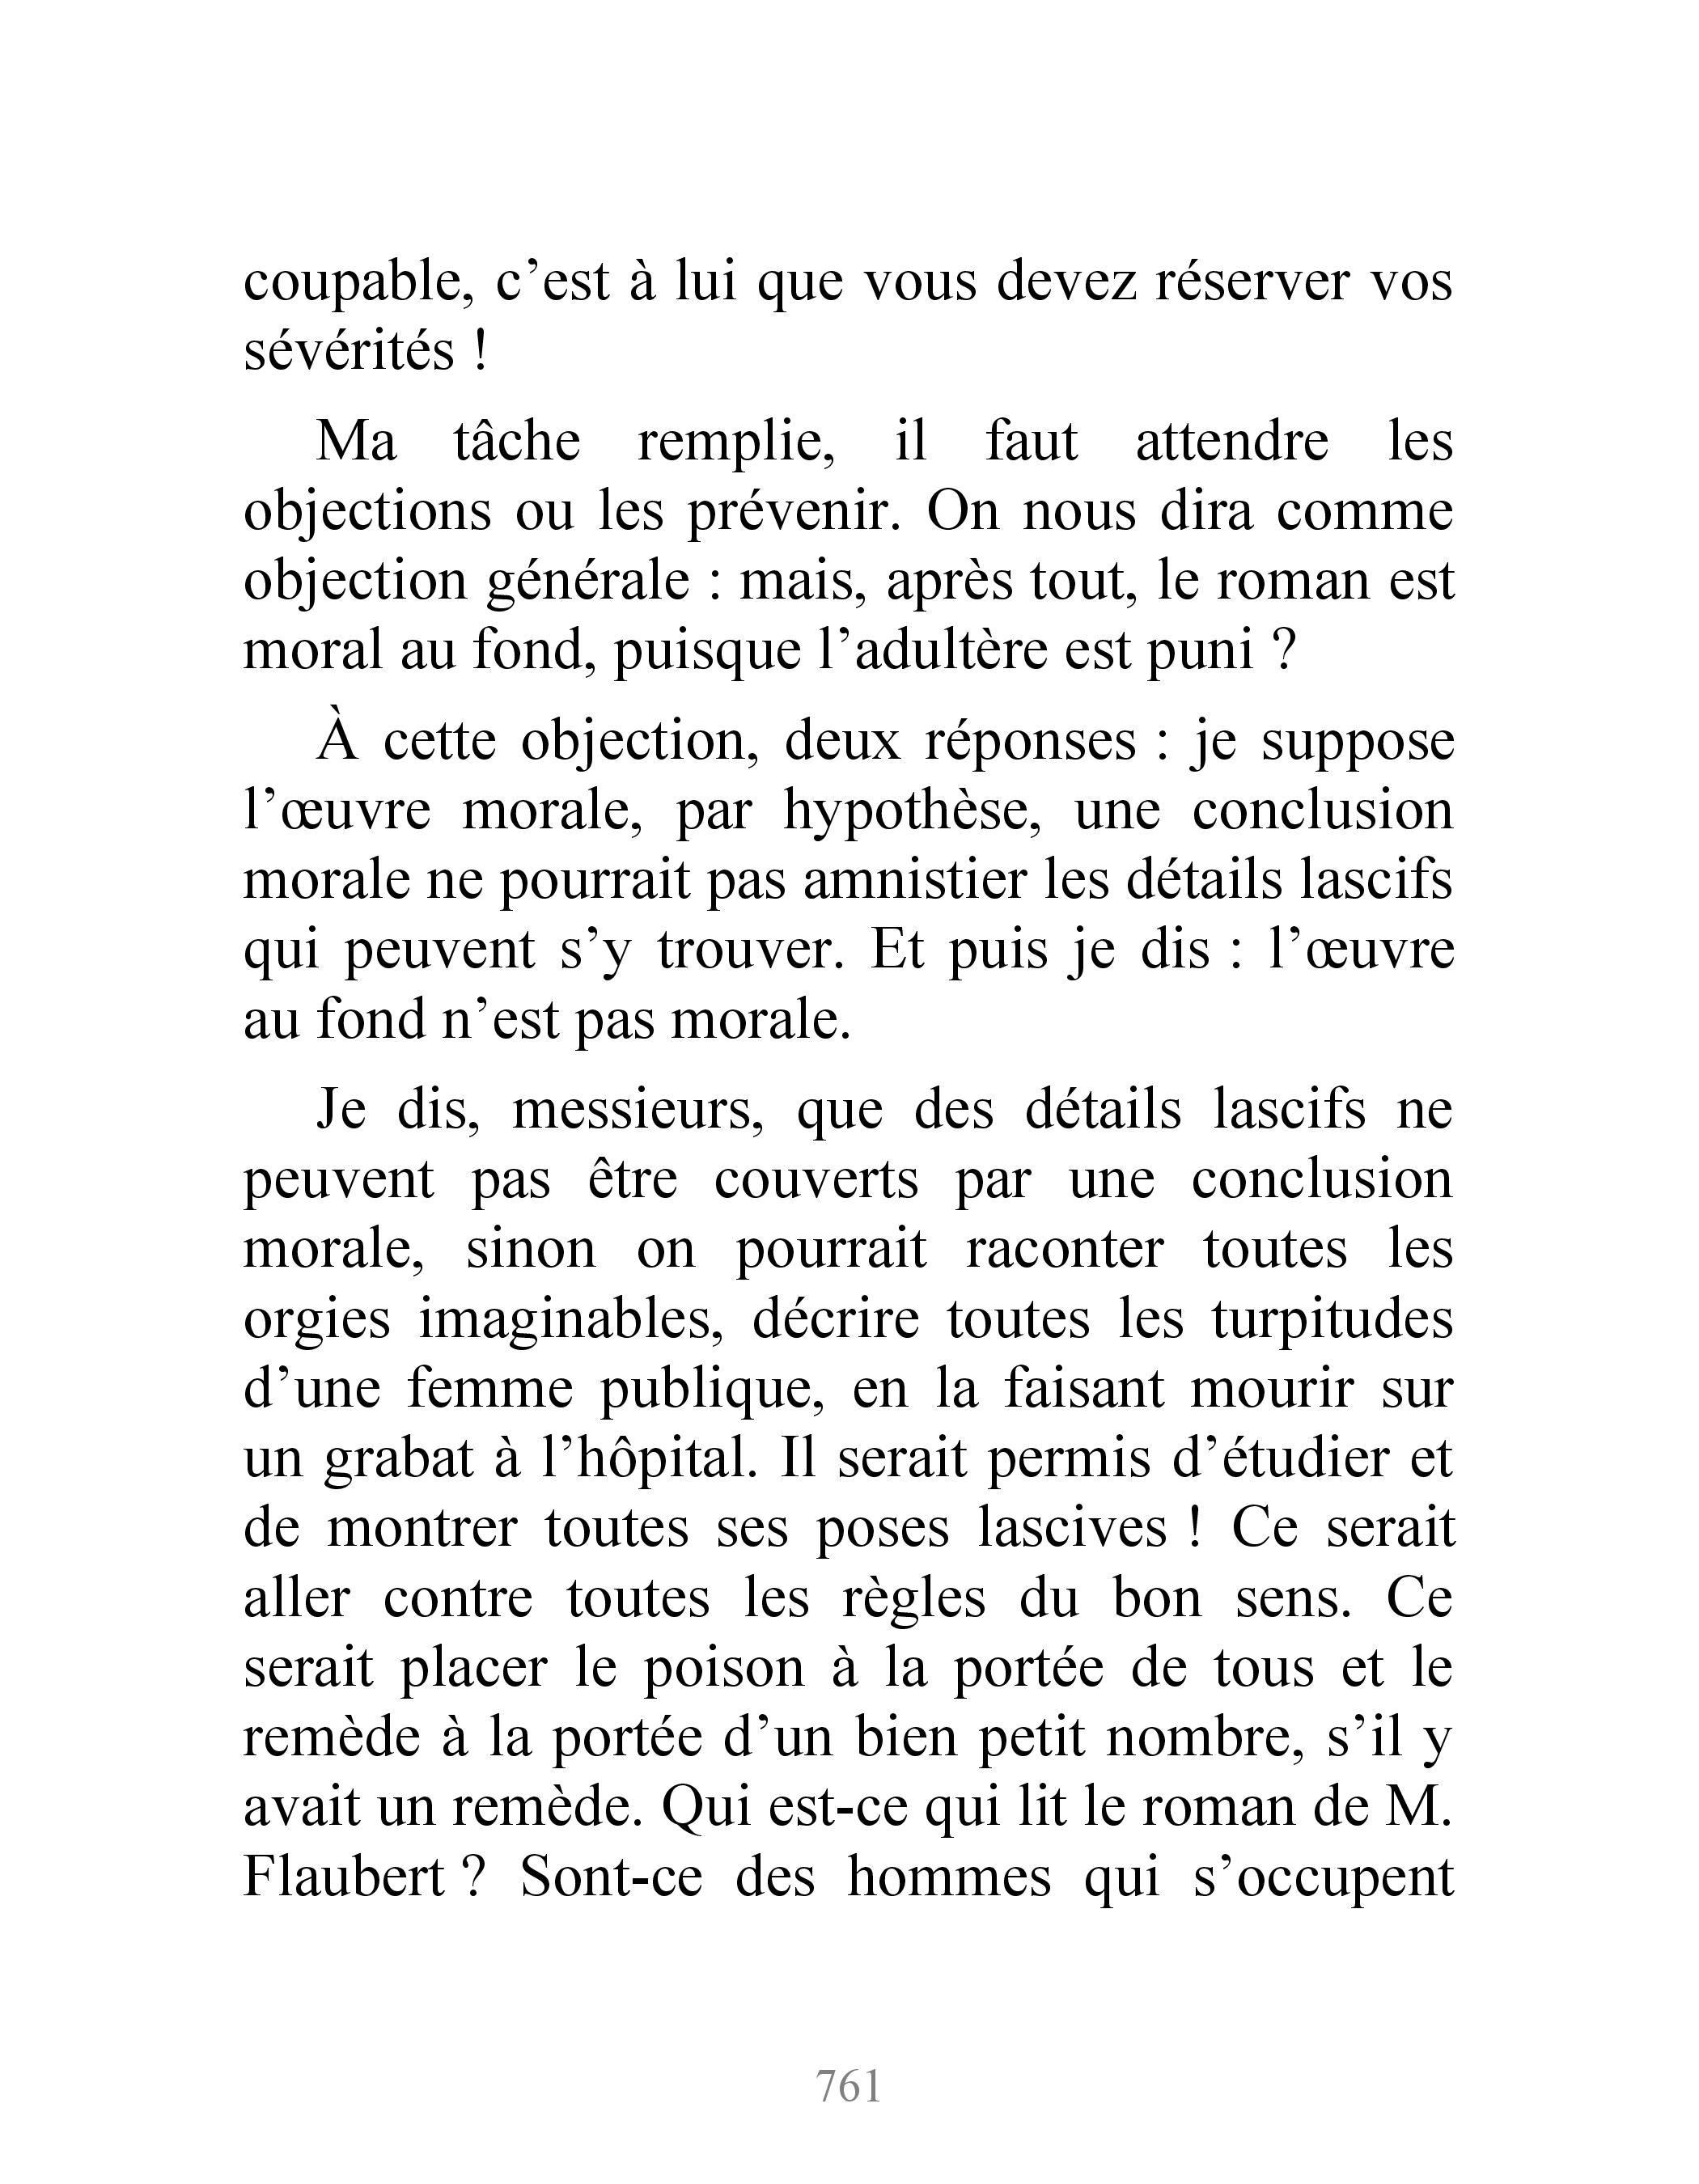 coupable, c’est à lui que vous devez réserver vos
sévérités !
Ma tâche remplie, il faut attendre les
objections ou les prévenir. On nous dira comme
objection générale : mais, après tout, le roman est
moral au fond, puisque l’adultère est puni ?
À cette objection, deux réponses : je suppose
l’œuvre morale, par hypothèse, une conclusion
morale ne pourrait pas amnistier les détails lascifs
qui peuvent s’y trouver. Et puis je dis : l’œuvre
au fond n’est pas morale.
Je dis, messieurs, que des détails lascifs ne
peuvent pas être couverts par une conclusion
morale, sinon on pourrait raconter toutes les
orgies imaginables, décrire toutes les turpitudes
d’une femme publique, en la faisant mourir sur
un grabat à l’hôpital. Il serait permis d’étudier et
de montrer toutes ses poses lascives ! Ce serait
aller contre toutes les règles du bon sens. Ce
serait placer le poison à la portée de tous et le
remède à la portée d’un bien petit nombre, s’il y
avait un remède. Qui est-ce qui lit le roman de M.
Flaubert ? Sont-ce des hommes qui s’occupent
761